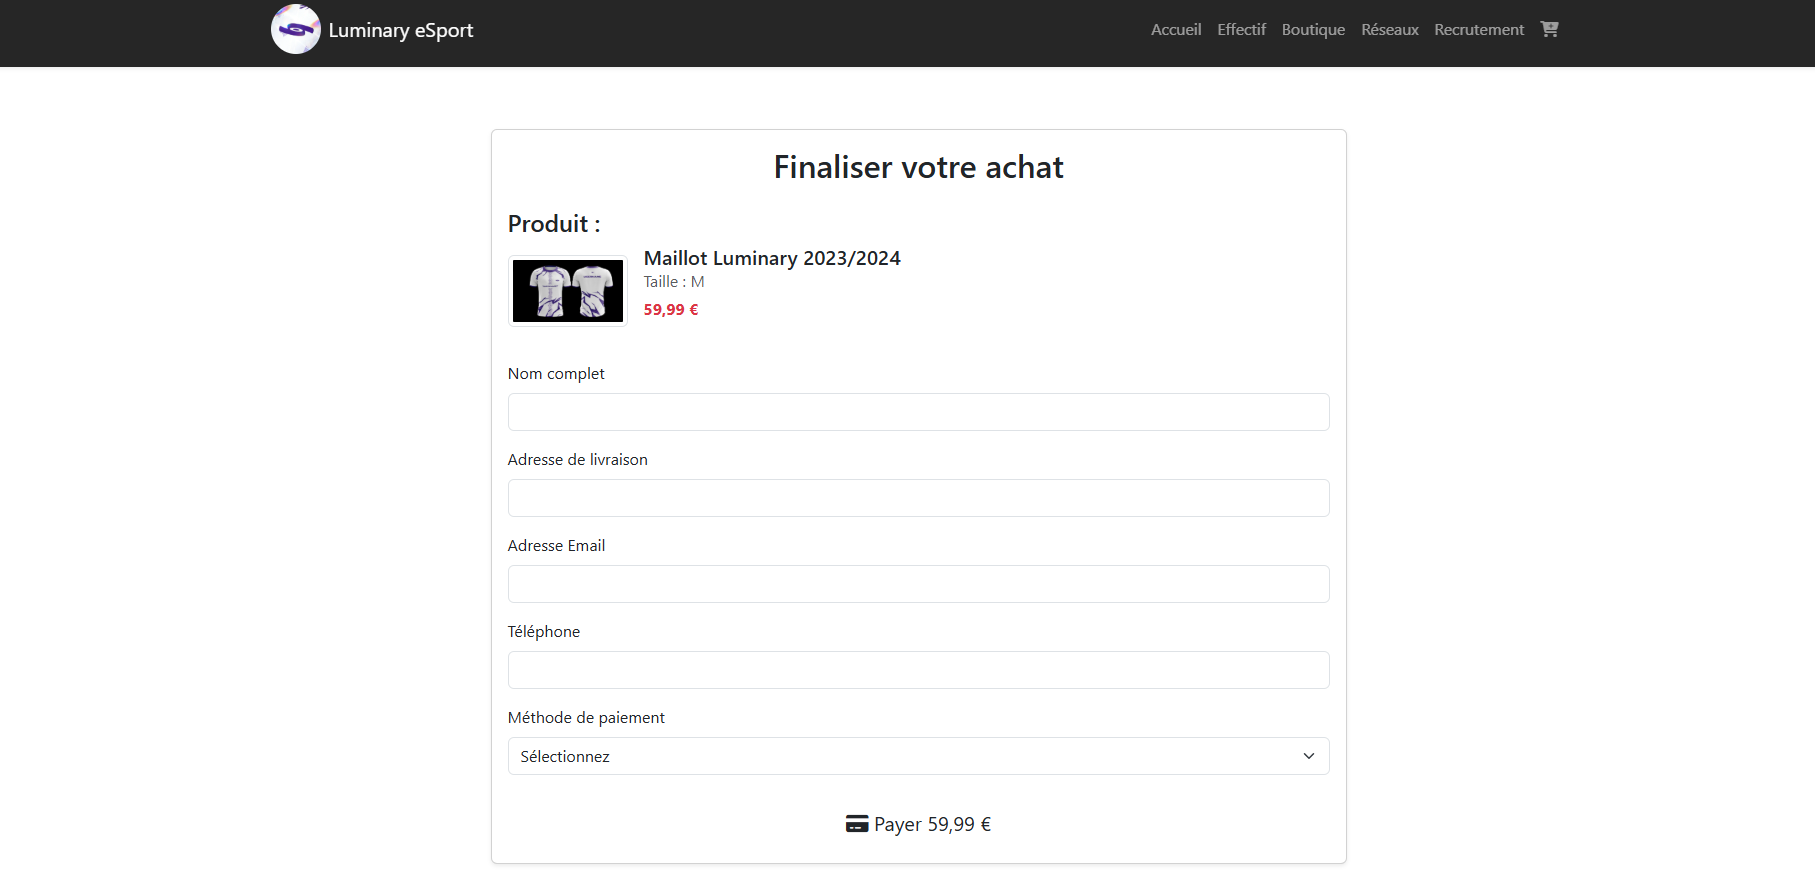 Luminary eSport
Accueil Effectif Boutique Réseaux Recrutement
Finaliser votre achat
Produit :
Maillot Luminary 2023/2024
Taille : M
59,99 €
Nom complet
Adresse de livraison
Adresse Email
Téléphone
Méthode de paiement
Sélectionnez
Payer 59,99 €